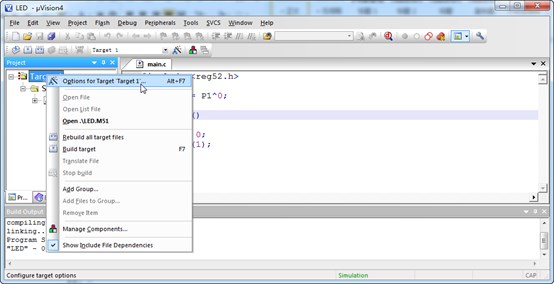 LED - µVision4
File Edit View Project Flash Debug Peripherals Tools SVCS Window Help
Target 1
Project
main.c
Target
Options for Target 'Target 1'... Alt+F7
<reg52.h>
Open File
Open List File
= P1^0;
Open .\LED.M51
()
Rebuild all target files
0;
Build target F7
(1);
Translate File
Stop build
Add Group...
Add Files to Group...
Remove Item
Manage Components...
Show Include File Dependencies
Pr...
Build Output
compiling
linking..
Program S
"LED" - 0
Configure target options Simulation CAP